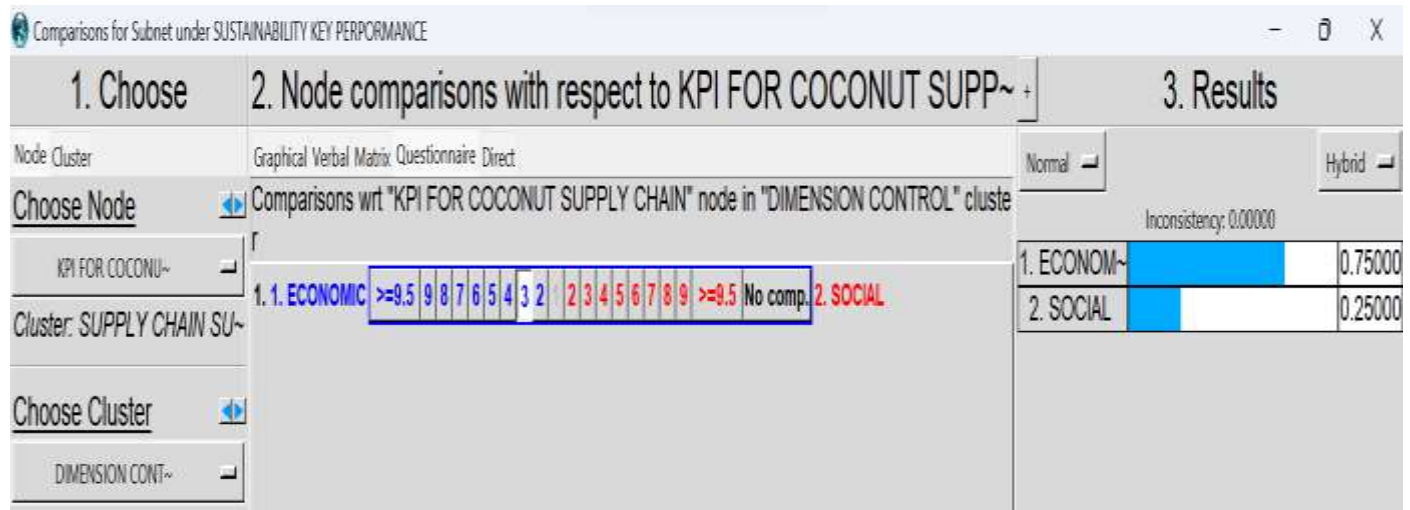 Comparisons for Subnet under SUSTAINABILITY KEY PERPORMANCE
1. Choose
2. Node comparisons with respect to KPI FOR COCONUT SUPP~
+
3. Results
Node Cluster
Graphical Verbal Matrix Questionnaire Direct
Normal
Hybrid
Choose Node
Comparisons wrt "KPI FOR COCONUT SUPPLY CHAIN" node in "DIMENSION CONTROL" cluste
r
Inconsistency: 0.00000
KPI FOR COCONU~
1. 1. ECONOMIC >=9.5 9 8 7 6 5 4 3 2 1 2 3 4 5 6 7 8 9 >=9.5 No comp. 2. SOCIAL
1. ECONOM~ 0.75000
2. SOCIAL 0.25000
Cluster: SUPPLY CHAIN SU~
Choose Cluster
DIMENSION CONT~